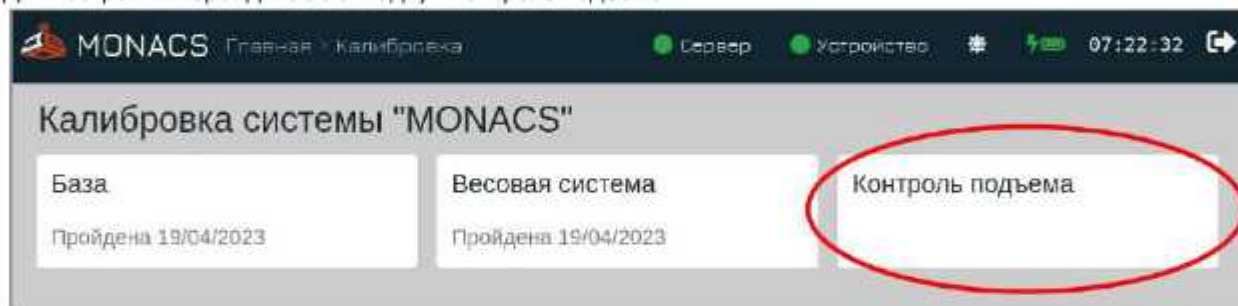 MONACS Главная > Калибровка Сервер Устройство 07:22:32
Калибровка системы "MONACS"
База Весовая система Контроль подъема
Пройдена 19/04/2023 Пройдена 19/04/2023